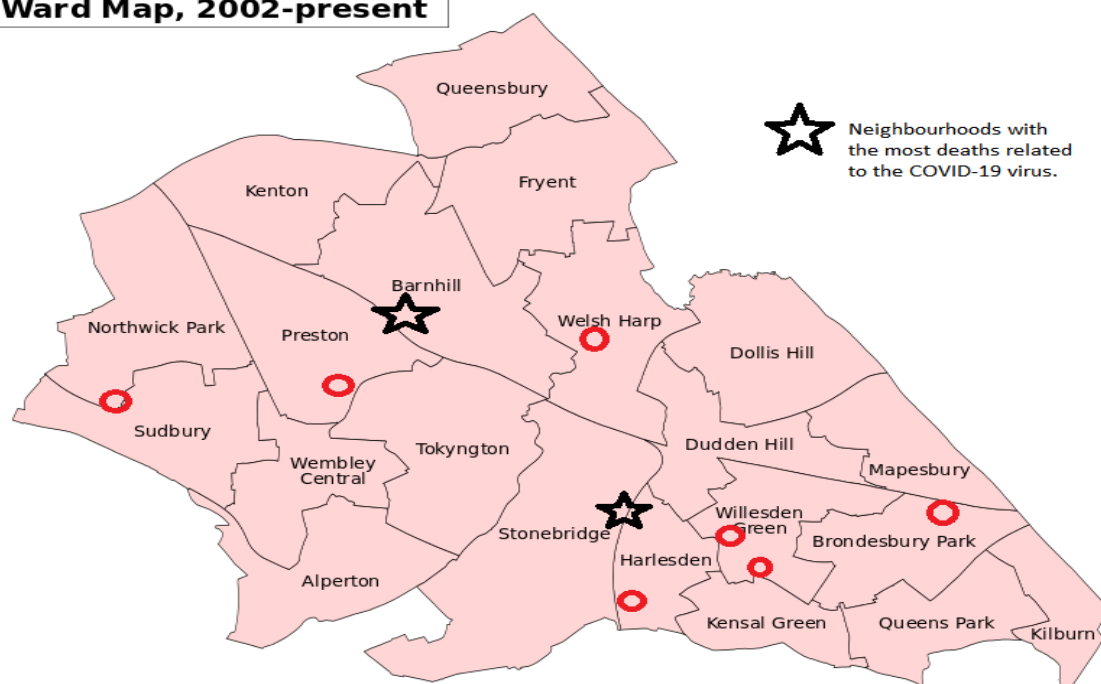 Ward Map, 2002-present
Queensbury
Neighbourhoods with
the most deaths related
to the COVID-19 virus.
Fryent
Kenton
Barnhill
Welsh Harp
Northwick Park
Preston
Dollis Hill
Sudbury
Tokyngton
Dudden Hill
Wembley
Central
Mapesbury
Willesden
Green
Stonebridge
Brondesbury Park
Harlesden
Alperton
Kensal Green
Queens Park
Kilburn